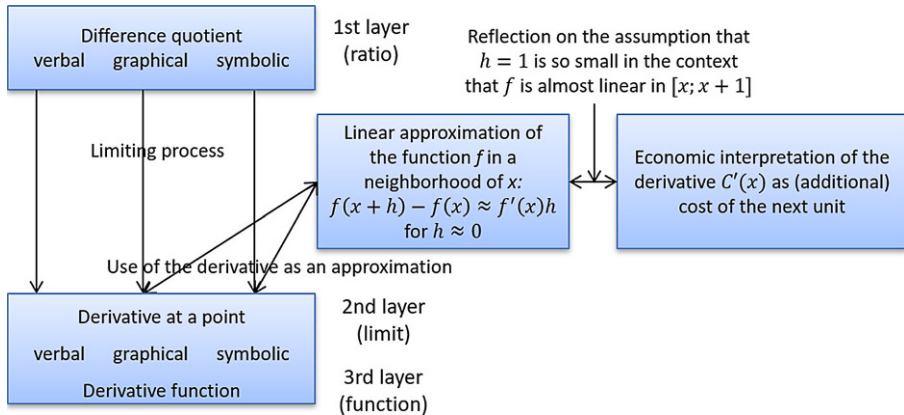 Difference quotient
verbal graphical symbolic
1st layer
(ratio)
Reflection on the assumption that
ℎ = 1 is so small in the context
that 𝑓 is almost linear in [𝑥; 𝑥 + 1]
Limiting process
Linear approximation of
the function f in a
neighborhood of x:
𝑓(𝑥 + ℎ) − 𝑓(𝑥) ≈ 𝑓′(𝑥)ℎ
for ℎ ≈ 0
Economic interpretation of the
derivative 𝐶′(𝑥) as (additional)
cost of the next unit
Use of the derivative as an approximation
Derivative at a point
verbal graphical symbolic
Derivative function
2nd layer
(limit)
3rd layer
(function)